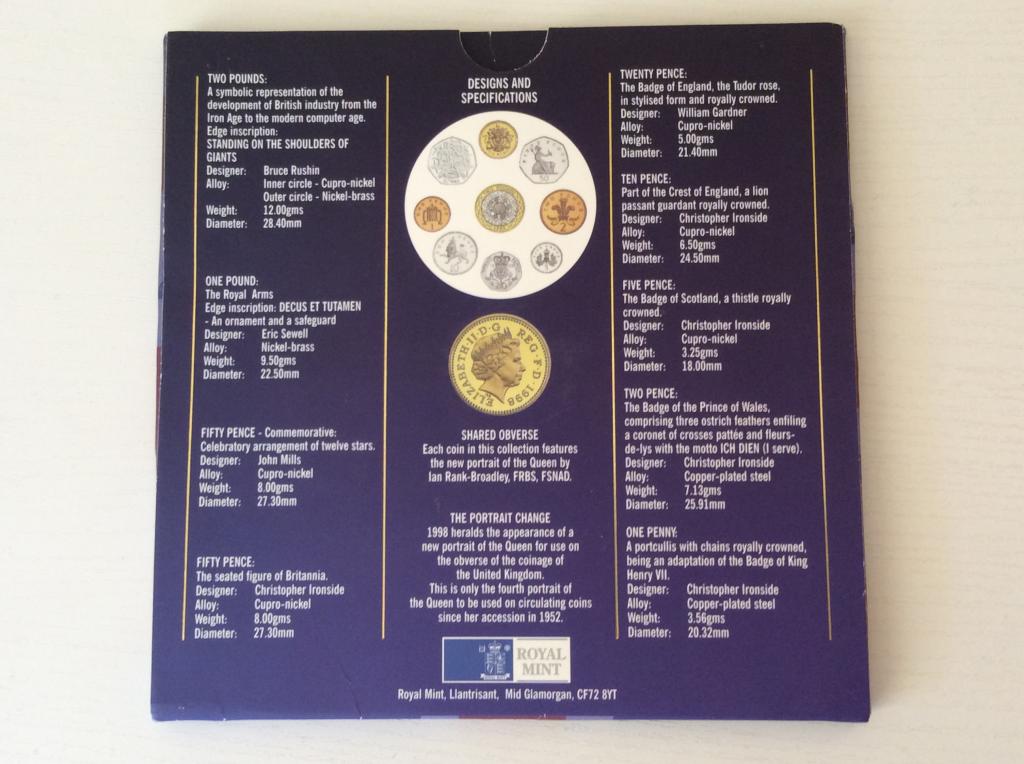 TWO POUNDS:
A symbolic representation of the
development of British industry from the
Iron Age to the modern computer age.
Edge inscription:
STANDING ON THE SHOULDERS OF
GIANTS
Designer: Bruce Rushin
Alloy: Inner circle - Cupro-nickel
Outer circle - Nickel-brass
Weight: 12.00gms
Diameter: 28.40mm
ONE POUND:
The Royal Arms
Edge inscription: DECUS ET TUTAMEN
- An ornament and a safeguard
Designer: Eric Sewell
Alloy: Nickel-brass
Weight: 9.50gms
Diameter: 22.50mm
FIFTY PENCE - Commemorative:
Celebratory arrangement of twelve stars.
Designer: John Mills
Alloy: Cupro-nickel
Weight: 8.00gms
Diameter: 27.30mm
FIFTY PENCE:
The seated figure of Britannia.
Designer: Christopher Ironside
Alloy: Cupro-nickel
Weight: 8.00gms
Diameter: 27.30mm
DESIGNS AND
SPECIFICATIONS
50
1
2
10
ELIZABETH·II·D·G REG·F·D·1998
SHARED OBVERSE
Each coin in this collection features
the new portrait of the Queen by
Ian Rank-Broadley, FRBS, FSNAD.
THE PORTRAIT CHANGE
1998 heralds the appearance of a
new portrait of the Queen for use on
the obverse of the coinage of
the United Kingdom.
This is only the fourth portrait of
the Queen to be used on circulating coins
since her accession in 1952.
ROYAL
MINT
Royal Mint, Llantrisant, Mid Glamorgan, CF72 8YT
TWENTY PENCE:
The Badge of England, the Tudor rose,
in stylised form and royally crowned.
Designer: William Gardner
Alloy: Cupro-nickel
Weight: 5.00gms
Diameter: 21.40mm
TEN PENCE:
Part of the Crest of England, a lion
passant guardant royally crowned.
Designer: Christopher Ironside
Alloy: Cupro-nickel
Weight: 6.50gms
Diameter: 24.50mm
FIVE PENCE:
The Badge of Scotland, a thistle royally
crowned.
Designer: Christopher Ironside
Alloy: Cupro-nickel
Weight: 3.25gms
Diameter: 18.00mm
TWO PENCE:
The Badge of the Prince of Wales,
comprising three ostrich feathers enfiling
a coronet of crosses pattée and fleurs-
de-lys with the motto ICH DIEN (I serve).
Designer: Christopher Ironside
Alloy: Copper-plated steel
Weight: 7.13gms
Diameter: 25.91mm
ONE PENNY:
A portcullis with chains royally crowned,
being an adaptation of the Badge of King
Henry VII.
Designer: Christopher Ironside
Alloy: Copper-plated steel
Weight: 3.56gms
Diameter: 20.32mm